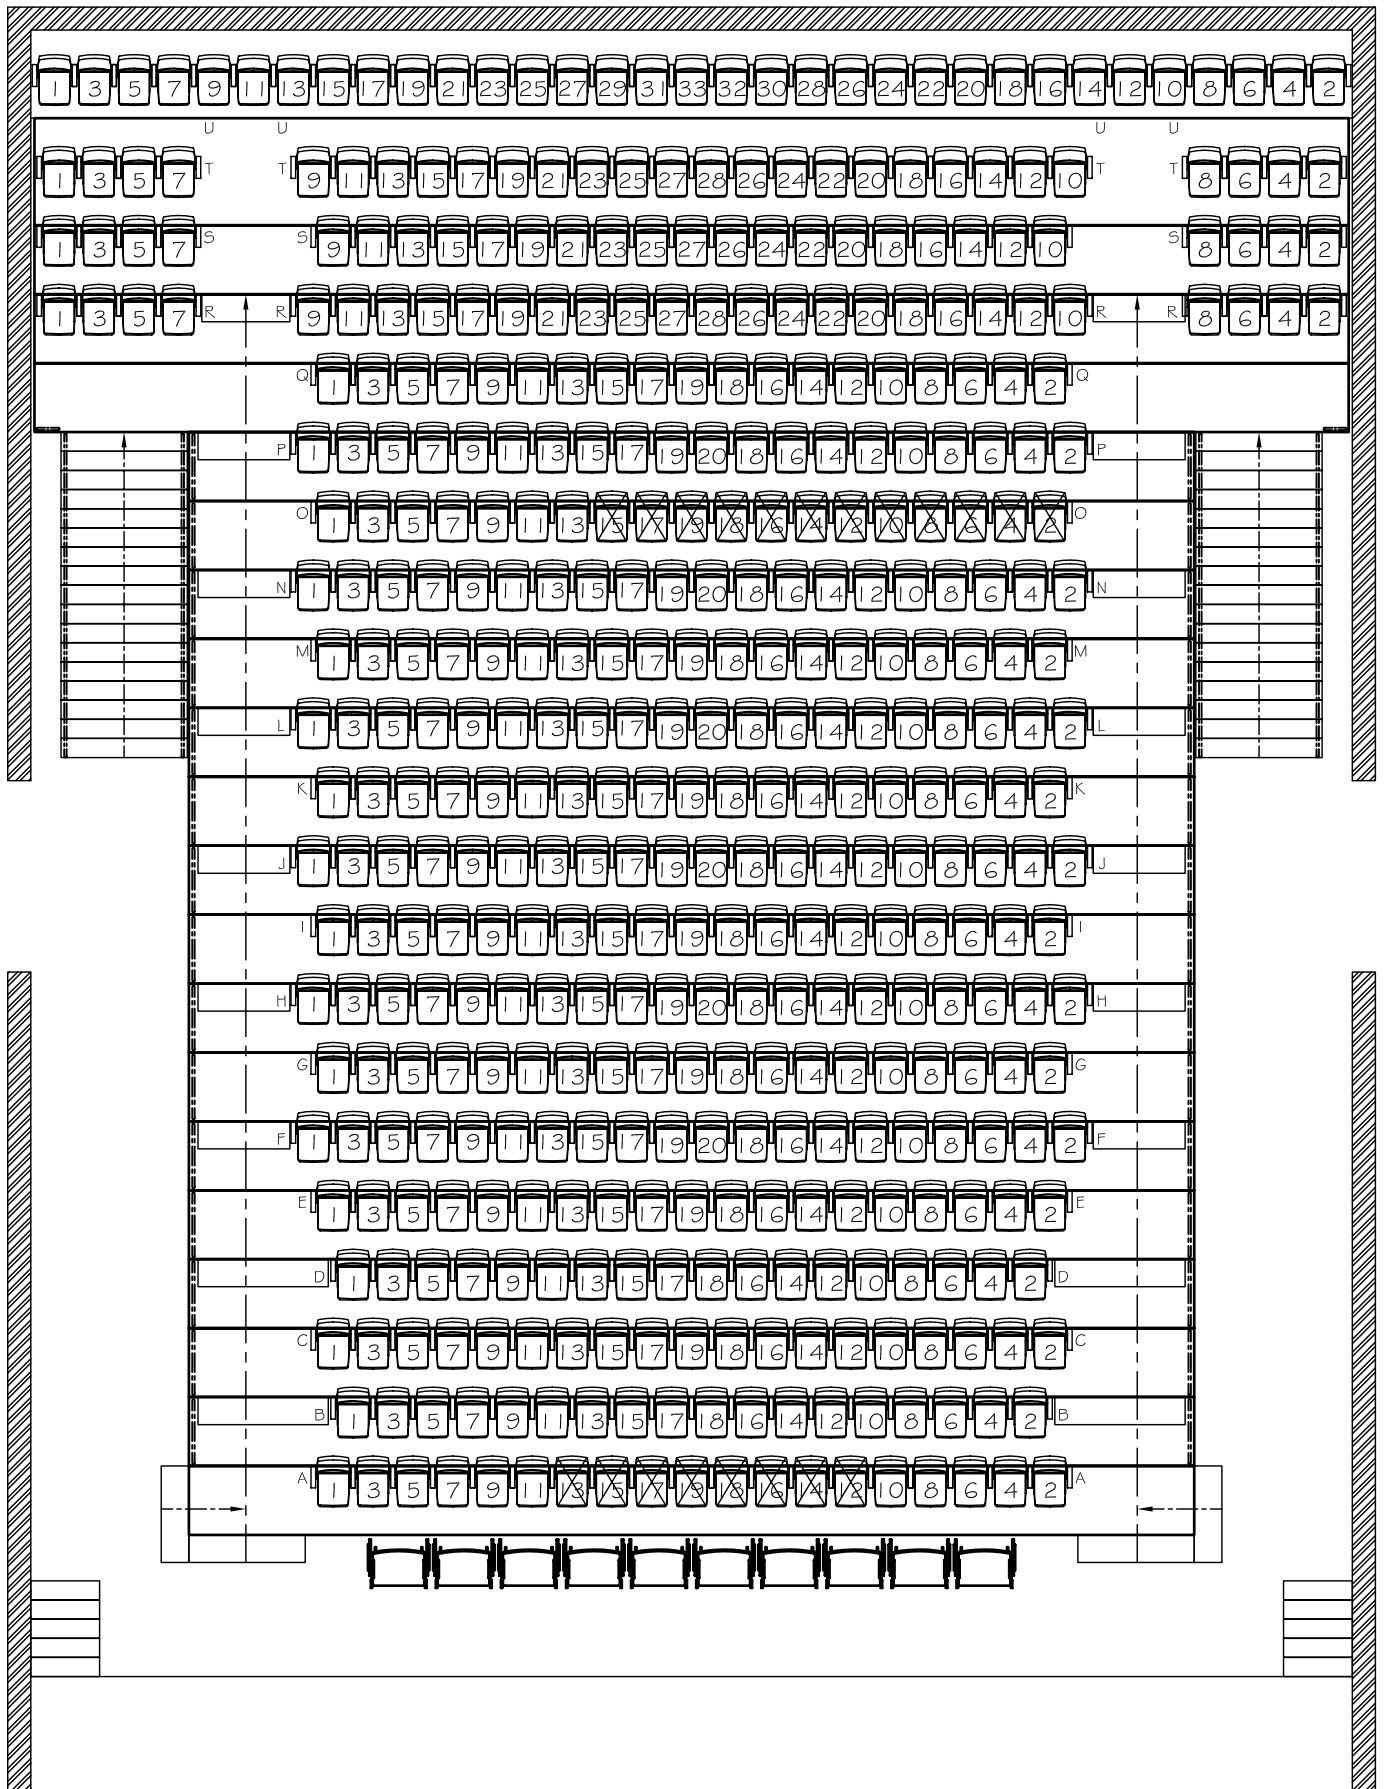 1 3 5 7 9 11 13 15 17 19 21 23 25 27 29 31 33 32 30 28 26 24 22 20 18 16 14 12 10 8 6 4 2
U U U U
1 3 5 7 T T 9 11 13 15 17 19 21 23 25 27 28 26 24 22 20 18 16 14 12 10 T T 8 6 4 2
1 3 5 7 S S 9 11 13 15 17 19 21 23 25 27 26 24 22 20 18 16 14 12 10 S 8 6 4 2
1 3 5 7 R R 9 11 13 15 17 19 21 23 25 27 28 26 24 22 20 18 16 14 12 10 R R 8 6 4 2
Q 1 3 5 7 9 11 13 15 17 19 18 16 14 12 10 8 6 4 2 Q
P 1 3 5 7 9 11 13 15 17 19 20 18 16 14 12 10 8 6 4 2 P
O 1 3 5 7 9 11 13 15 17 19 18 16 14 12 10 8 6 4 2 O
N 1 3 5 7 9 11 13 15 17 19 20 18 16 14 12 10 8 6 4 2 N
M 1 3 5 7 9 11 13 15 17 19 18 16 14 12 10 8 6 4 2 M
L 1 3 5 7 9 11 13 15 17 19 20 18 16 14 12 10 8 6 4 2 L
K 1 3 5 7 9 11 13 15 17 19 18 16 14 12 10 8 6 4 2 K
J 1 3 5 7 9 11 13 15 17 19 20 18 16 14 12 10 8 6 4 2 J
I 1 3 5 7 9 11 13 15 17 19 18 16 14 12 10 8 6 4 2 I
H 1 3 5 7 9 11 13 15 17 19 20 18 16 14 12 10 8 6 4 2 H
G 1 3 5 7 9 11 13 15 17 19 18 16 14 12 10 8 6 4 2 G
F 1 3 5 7 9 11 13 15 17 19 20 18 16 14 12 10 8 6 4 2 F
E 1 3 5 7 9 11 13 15 17 19 18 16 14 12 10 8 6 4 2 E
D 1 3 5 7 9 11 13 15 17 18 16 14 12 10 8 6 4 2 D
C 1 3 5 7 9 11 13 15 17 19 18 16 14 12 10 8 6 4 2 C
B 1 3 5 7 9 11 13 15 17 18 16 14 12 10 8 6 4 2 B
A 1 3 5 7 9 11 13 15 17 19 18 16 14 12 10 8 6 4 2 A